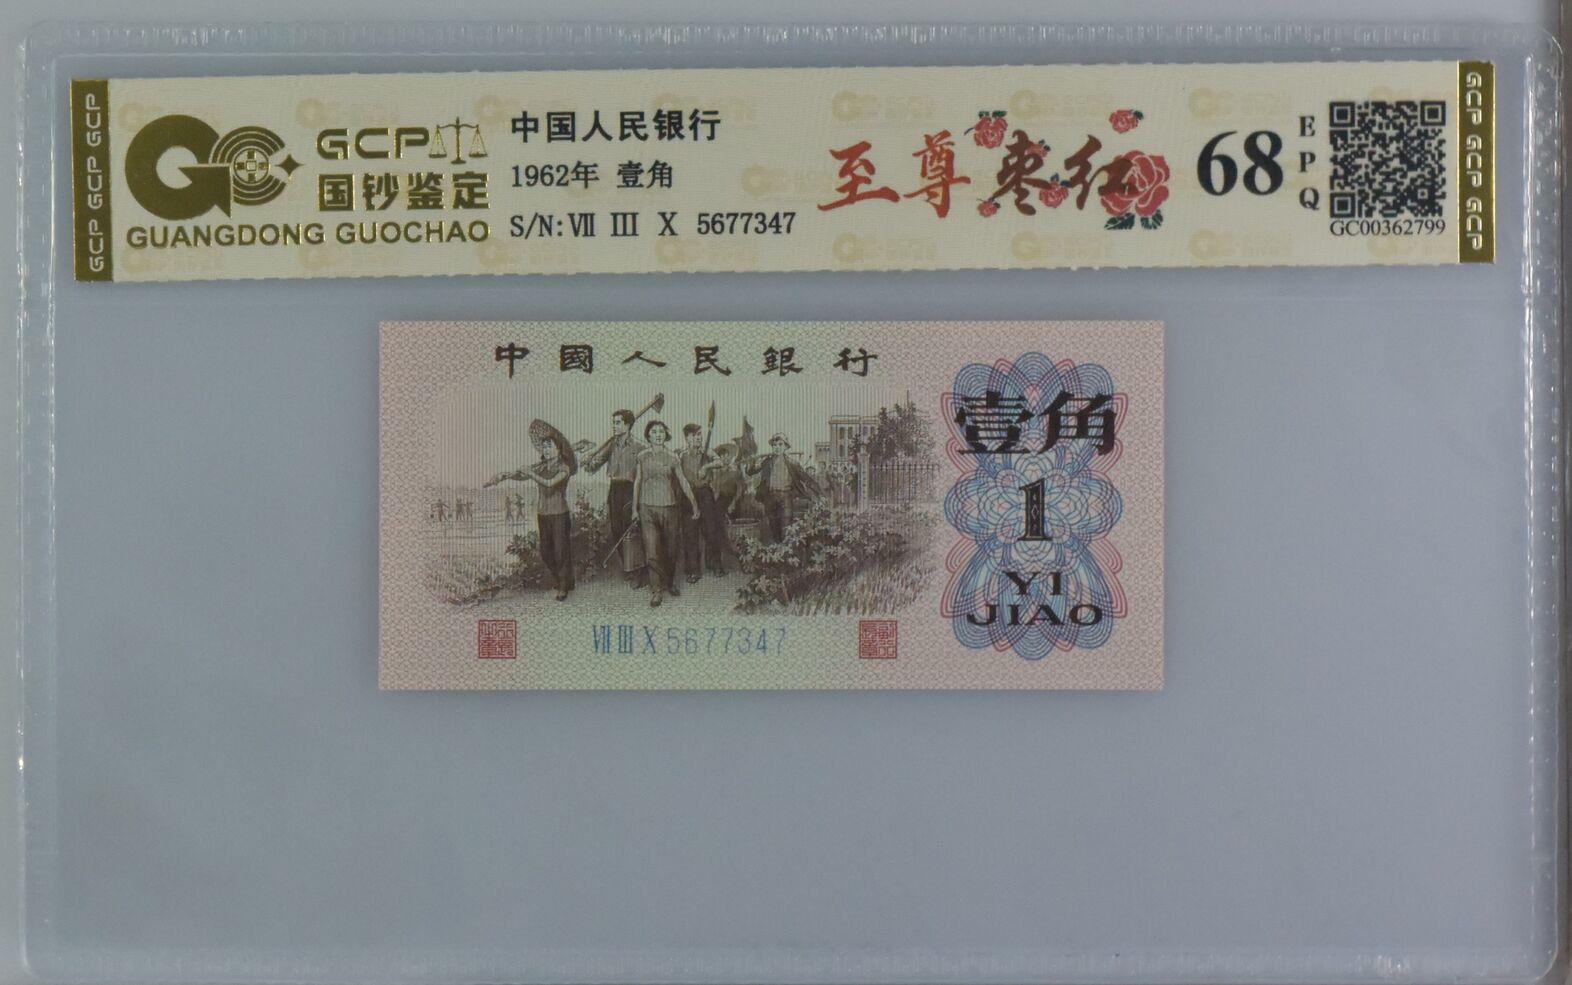 GCP GCP GCP
GCP
国钞鉴定
GUANGDONG GUOCHAO
中国人民银行
1962年 壹角
S/N: Ⅶ Ⅲ Ⅹ 5677347
至尊枣红
68
EPQ
GC00362799
GCP GCP GCP
中國人民銀行
壹角
1
YI
JIAO
Ⅶ Ⅲ Ⅹ 5677347